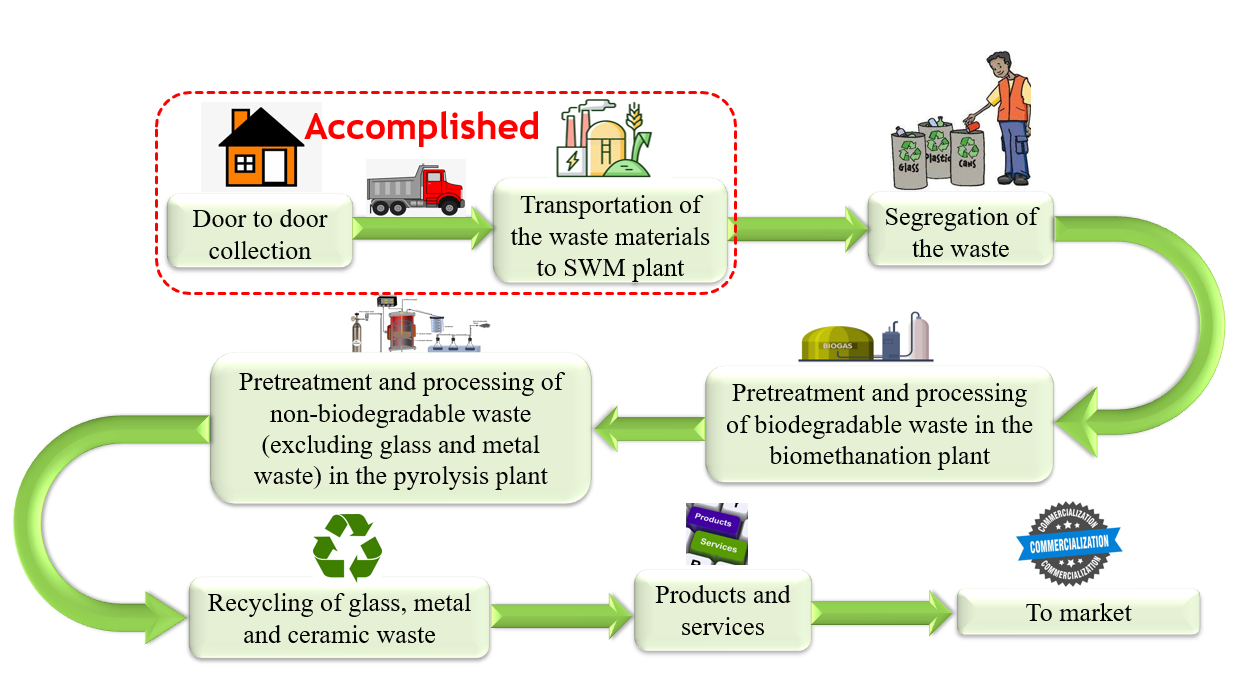 Accomplished
Door to door
collection
Transportation of
the waste materials
to SWM plant
Glass
Plastic
Cans
Segregation of
the waste
Pretreatment and processing of
non-biodegradable waste
(excluding glass and metal
waste) in the pyrolysis plant
BIOGAS
Pretreatment and processing
of biodegradable waste in the
biomethanation plant
Recycling of glass, metal
and ceramic waste
Products
Services
Products and
services
COMMERCIALIZATION
COMMERCIALIZATION
COMMERCIALIZATION
To market